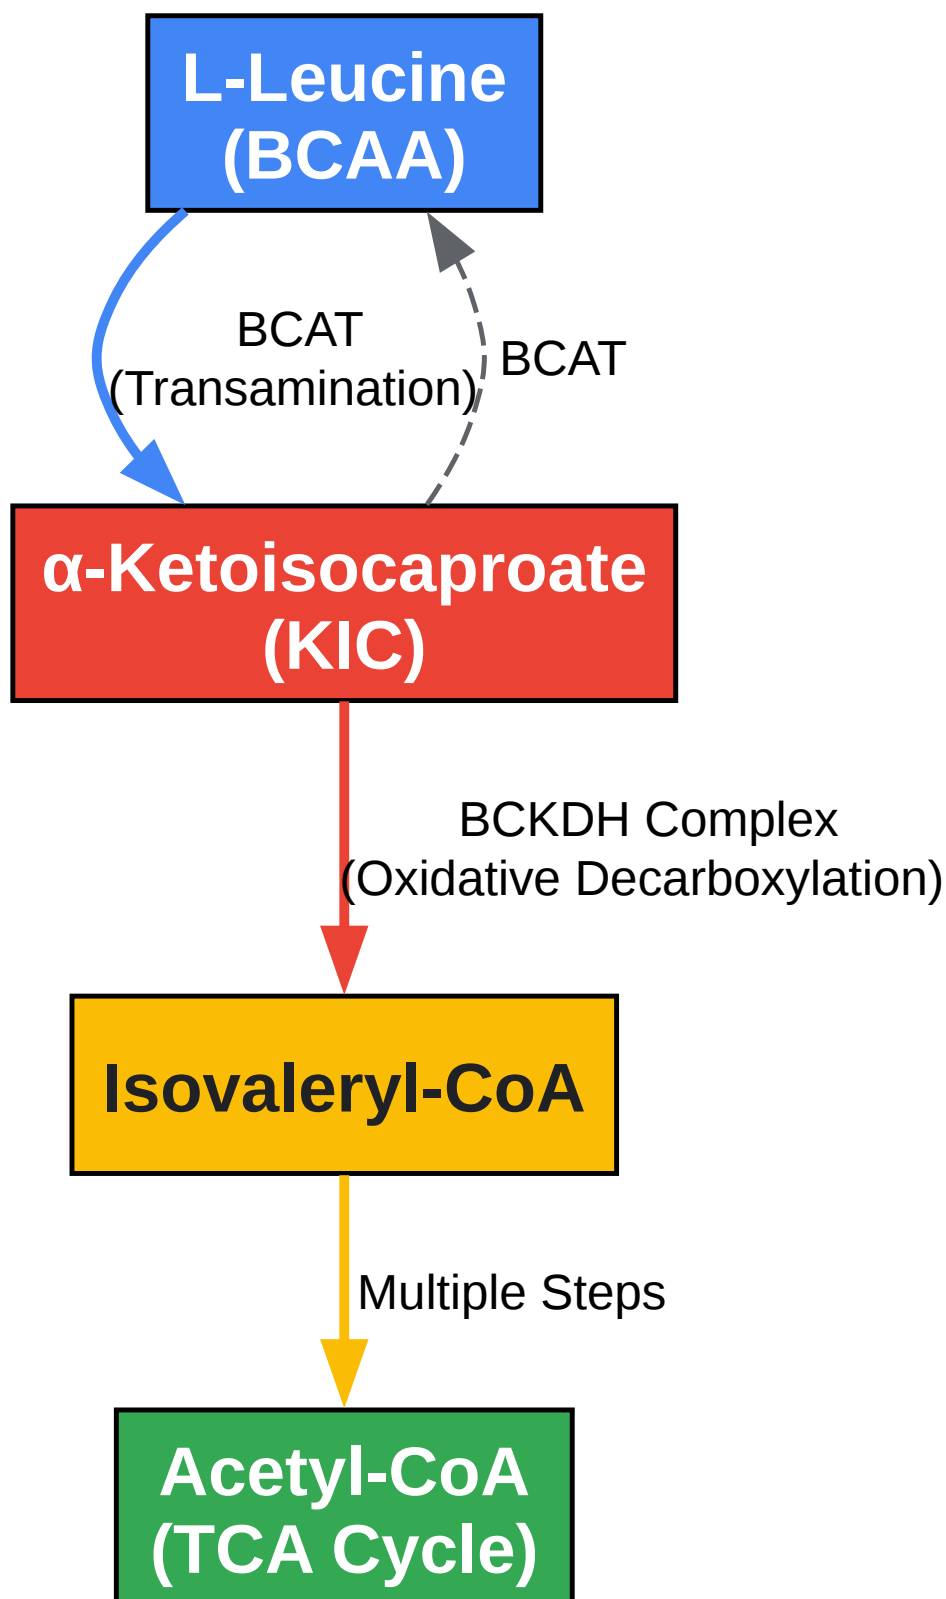 L-Leucine
(BCAA)
BCAT
(Transamination)
BCAT
α-Ketoisocaproate
(KIC)
BCKDH Complex
(Oxidative Decarboxylation)
Isovaleryl-CoA
Multiple Steps
Acetyl-CoA
(TCA Cycle)